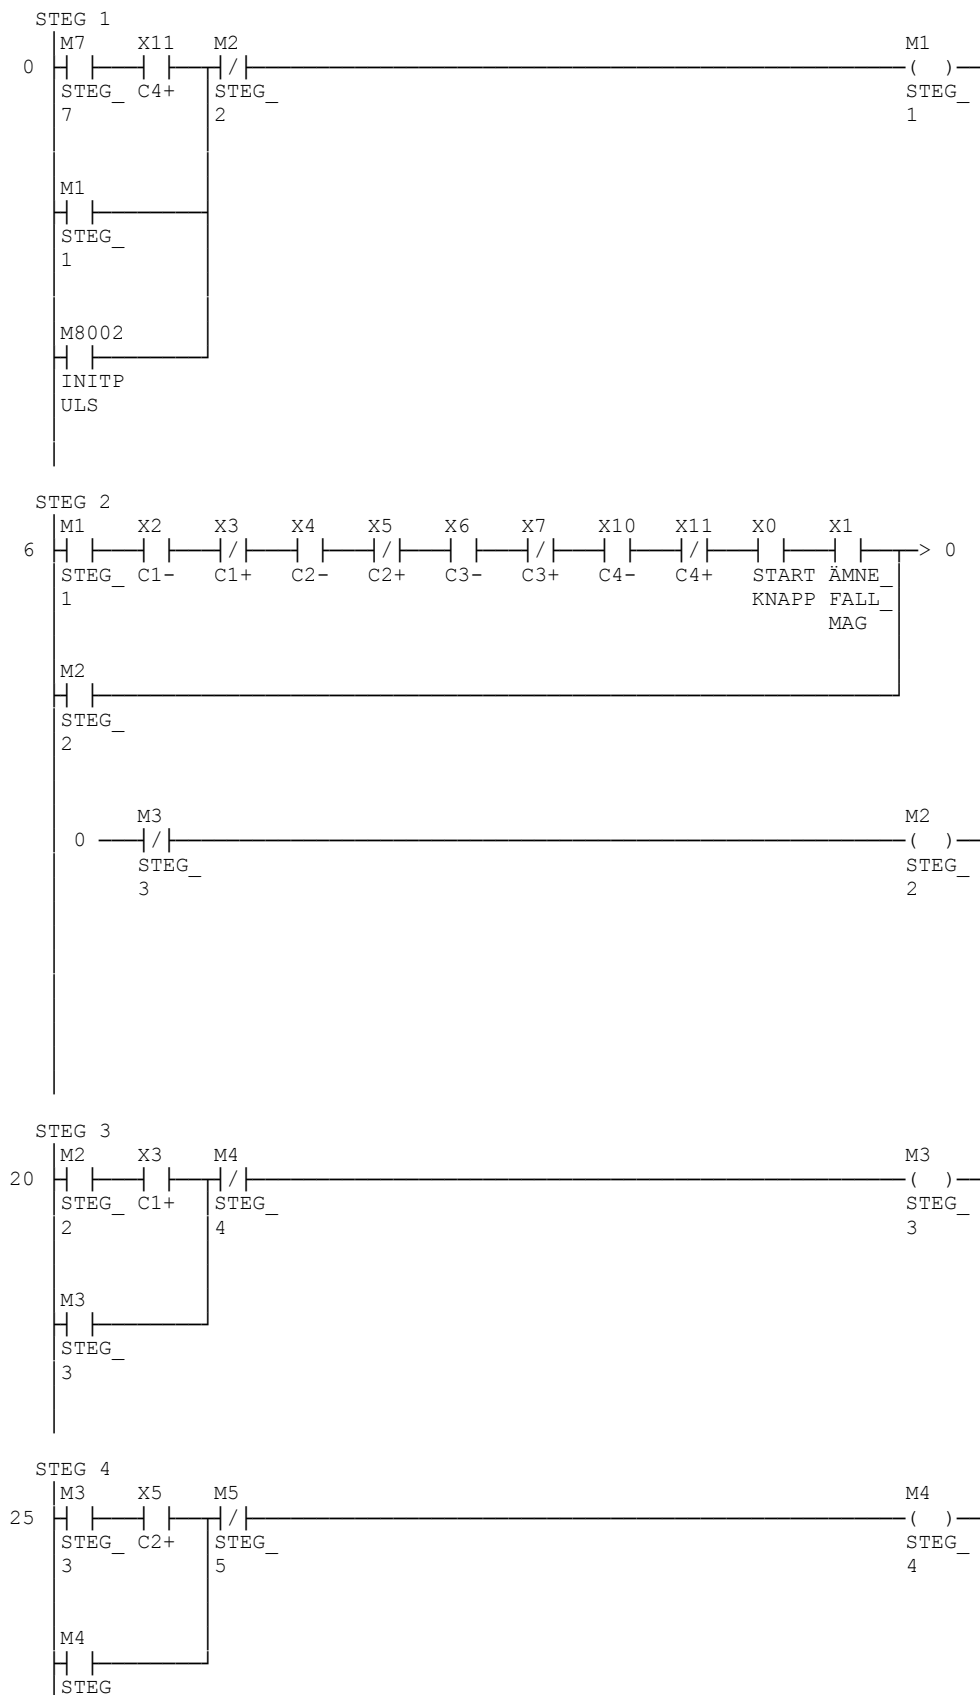 STEG 1
M7 X11 M2 M1
0 / ( )
STEG_ C4+ STEG_ STEG_
7 2 1
M1
STEG_
1
M8002
INITP
ULS
STEG 2
M1 X2 X3 X4 X5 X6 X7 X10 X11 X0 X1
6 / / / / > 0
STEG_ C1- C1+ C2- C2+ C3- C3+ C4- C4+ START ÄMNE_
1 KNAPP FALL_
MAG
M2
STEG_
2
M3 M2
0 / ( )
STEG_ STEG_
3 2
STEG 3
M2 X3 M4 M3
20 / ( )
STEG_ C1+ STEG_ STEG_
2 4 3
M3
STEG_
3
STEG 4
M3 X5 M5 M4
25 / ( )
STEG_ C2+ STEG_ STEG_
3 5 4
M4
STEG